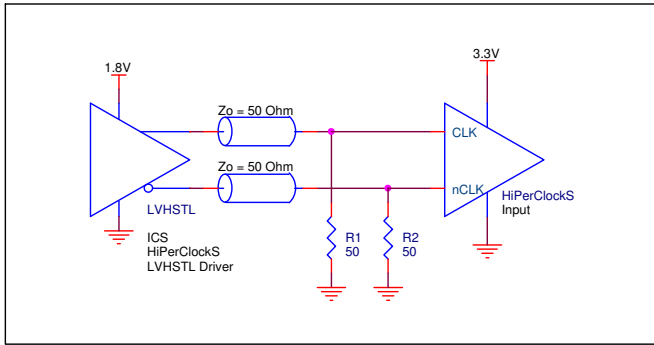 1.8V
3.3V
Zo = 50 Ohm
CLK
Zo = 50 Ohm
nCLK
LVHSTL
HiPerClockS
Input
ICS
HiPerClockS
LVHSTL Driver
R1
50
R2
50